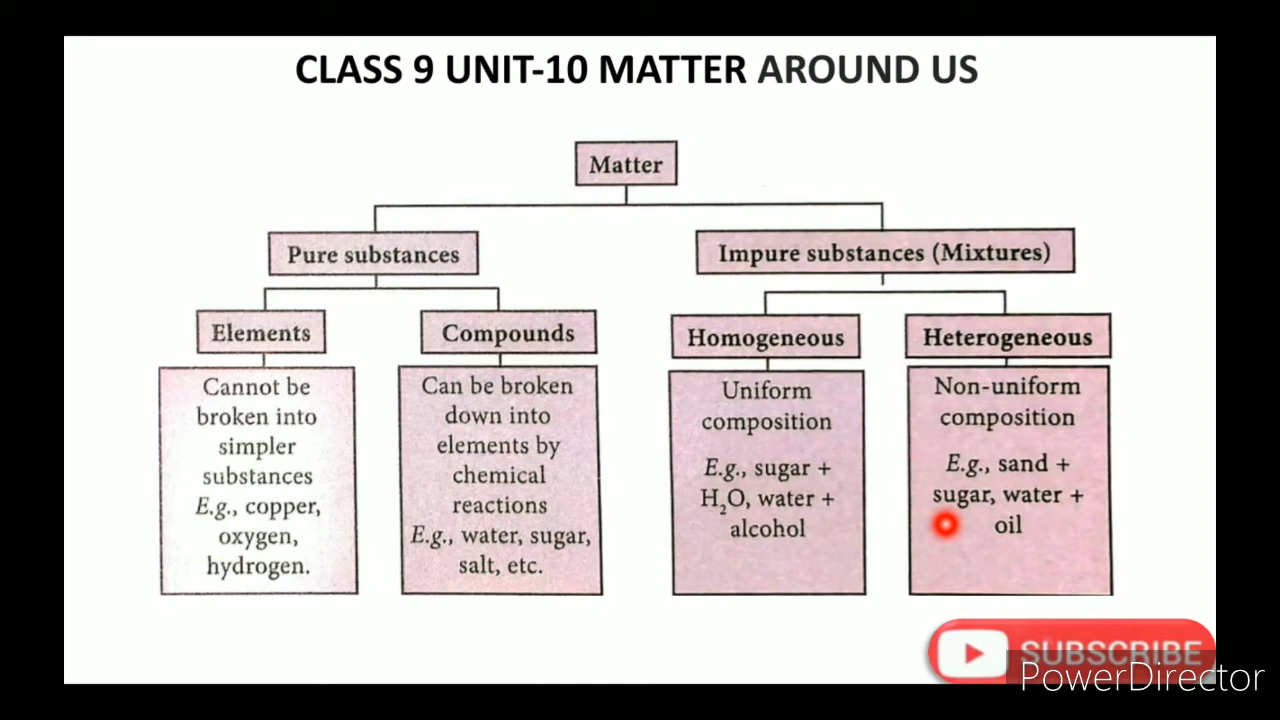 CLASS 9 UNIT-10 MATTER AROUND US
Matter
Pure substances
Impure substances (Mixtures)
Elements
Compounds
Homogeneous
Heterogeneous
Cannot be
broken into
simpler
substances
E.g., copper,
oxygen,
hydrogen.
Can be broken
down into
elements by
chemical
reactions
E.g., water, sugar,
salt, etc.
Uniform
composition
E.g., sugar +
H₂O, water +
alcohol
Non-uniform
composition
E.g., sand +
sugar, water +
oil
SUBSCRIBE
PowerDirector